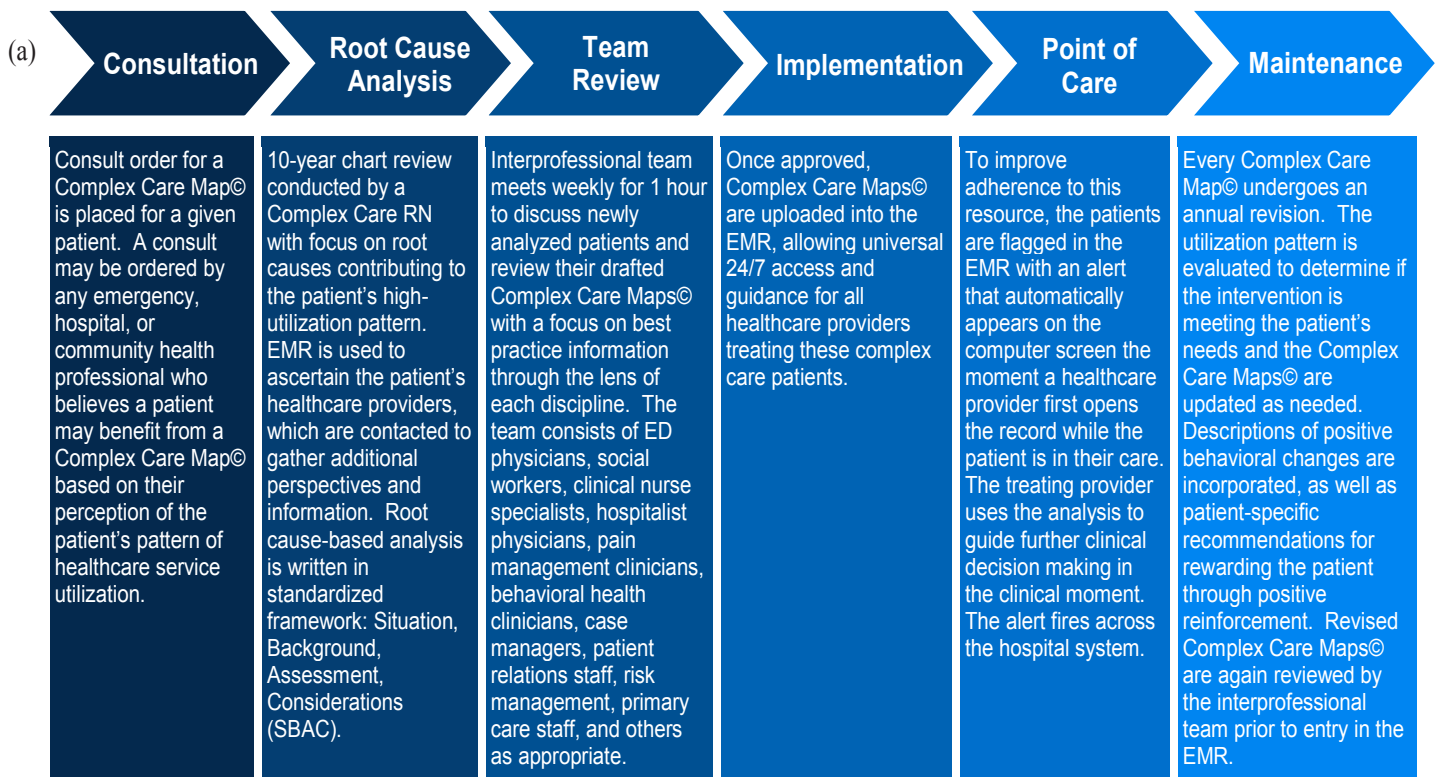 (a)
Consultation
Root Cause
Analysis
Team
Review
Implementation
Point of
Care
Maintenance
Consult order for a
Complex Care Map©
is placed for a given
patient.  A consult
may be ordered by
any emergency,
hospital, or
community health
professional who
believes a patient
may benefit from a
Complex Care Map©
based on their
perception of the
patient's pattern of
healthcare service
utilization.
10-year chart review
conducted by a
Complex Care RN
with focus on root
causes contributing to
the patient's high-
utilization pattern.
EMR is used to
ascertain the patient's
healthcare providers,
which are contacted to
gather additional
perspectives and
information.  Root
cause-based analysis
is written in
standardized
framework: Situation,
Background,
Assessment,
Considerations
(SBAC).
Interprofessional team
meets weekly for 1 hour
to discuss newly
analyzed patients and
review their drafted
Complex Care Maps©
with a focus on best
practice information
through the lens of
each discipline.  The
team consists of ED
physicians, social
workers, clinical nurse
specialists, hospitalist
physicians, pain
management clinicians,
behavioral health
clinicians, case
managers, patient
relations staff, risk
management, primary
care staff, and others
as appropriate.
Once approved,
Complex Care Maps©
are uploaded into the
EMR, allowing universal
24/7 access and
guidance for all
healthcare providers
treating these complex
care patients.
To improve
adherence to this
resource, the patients
are flagged in the
EMR with an alert
that automatically
appears on the
computer screen the
moment a healthcare
provider first opens
the record while the
patient is in their care.
The treating provider
uses the analysis to
guide further clinical
decision making in
the clinical moment.
The alert fires across
the hospital system.
Every Complex Care
Map© undergoes an
annual revision.  The
utilization pattern is
evaluated to determine if
the intervention is
meeting the patient's
needs and the Complex
Care Maps© are
updated as needed.
Descriptions of positive
behavioral changes are
incorporated, as well as
patient-specific
recommendations for
rewarding the patient
through positive
reinforcement.  Revised
Complex Care Maps©
are again reviewed by
the interprofessional
team prior to entry in the
EMR.